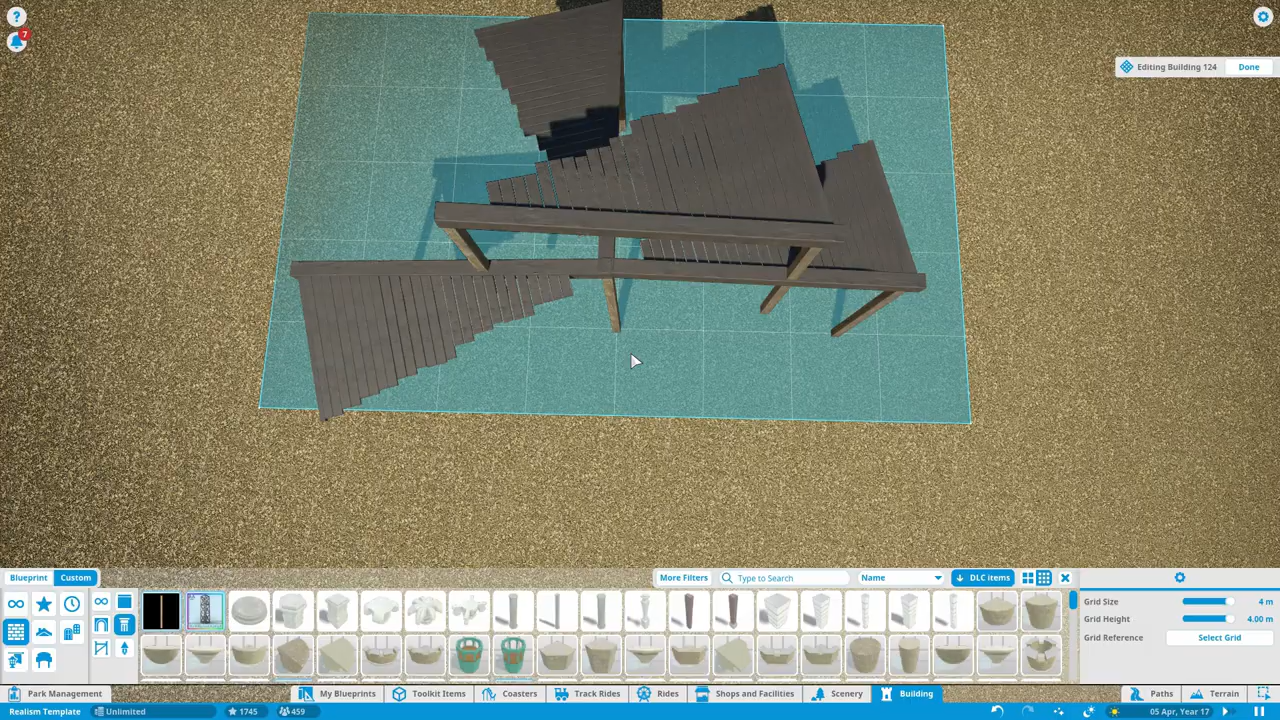 ?
7
Editing Building 124 Done
Blueprint Custom More Filters Type to Search Name DLC items
Grid Size 4 m
Grid Height 4.00 m
Grid Reference Select Grid
Park Management My Blueprints Toolkit Items Coasters Track Rides Rides Shops and Facilities Scenery Building Paths Terrain
Realism Template Unlimited 1745 459 05 Apr, Year 17